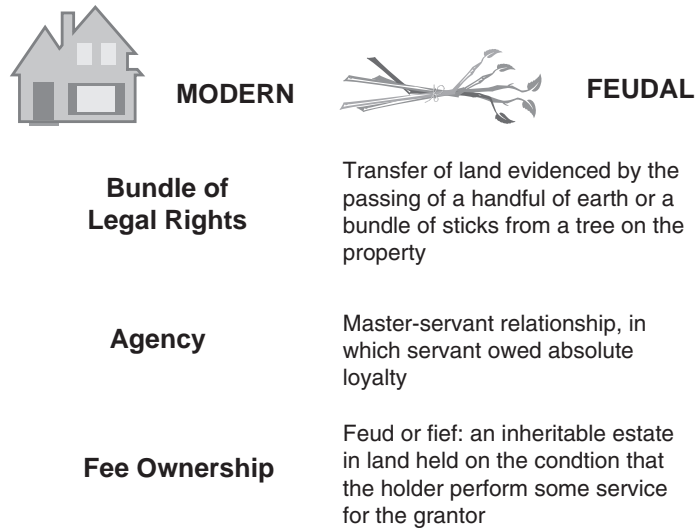 MODERN
FEUDAL
Bundle of
Legal Rights
Transfer of land evidenced by the
passing of a handful of earth or a
bundle of sticks from a tree on the
property
Agency
Master-servant relationship, in
which servant owed absolute
loyalty
Fee Ownership
Feud or fief: an inheritable estate
in land held on the condtion that
the holder perform some service
for the grantor